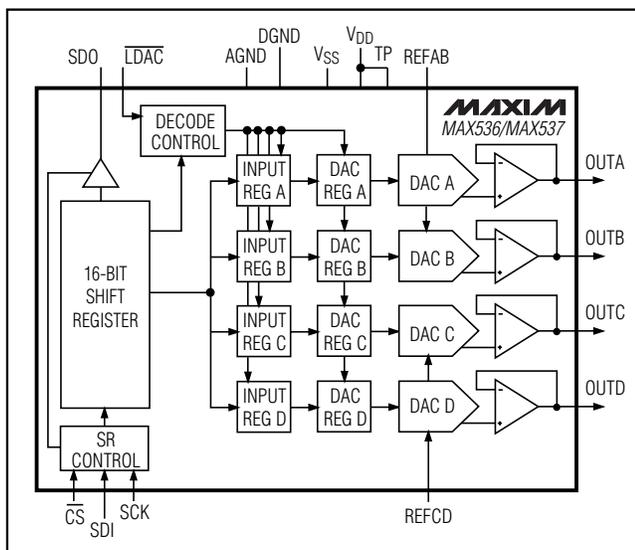 DGND
VDD
SDO
LDAC
AGND
VSS
TP
REFAB
MAXIM
MAX536/MAX537
DECODE
CONTROL
INPUT
REG A
DAC
REG A
DAC A
OUTA
INPUT
REG B
DAC
REG B
DAC B
OUTB
16-BIT
SHIFT
REGISTER
INPUT
REG C
DAC
REG C
DAC C
OUTC
INPUT
REG D
DAC
REG D
DAC D
OUTD
SR
CONTROL
CS
SDI
SCK
REFCD